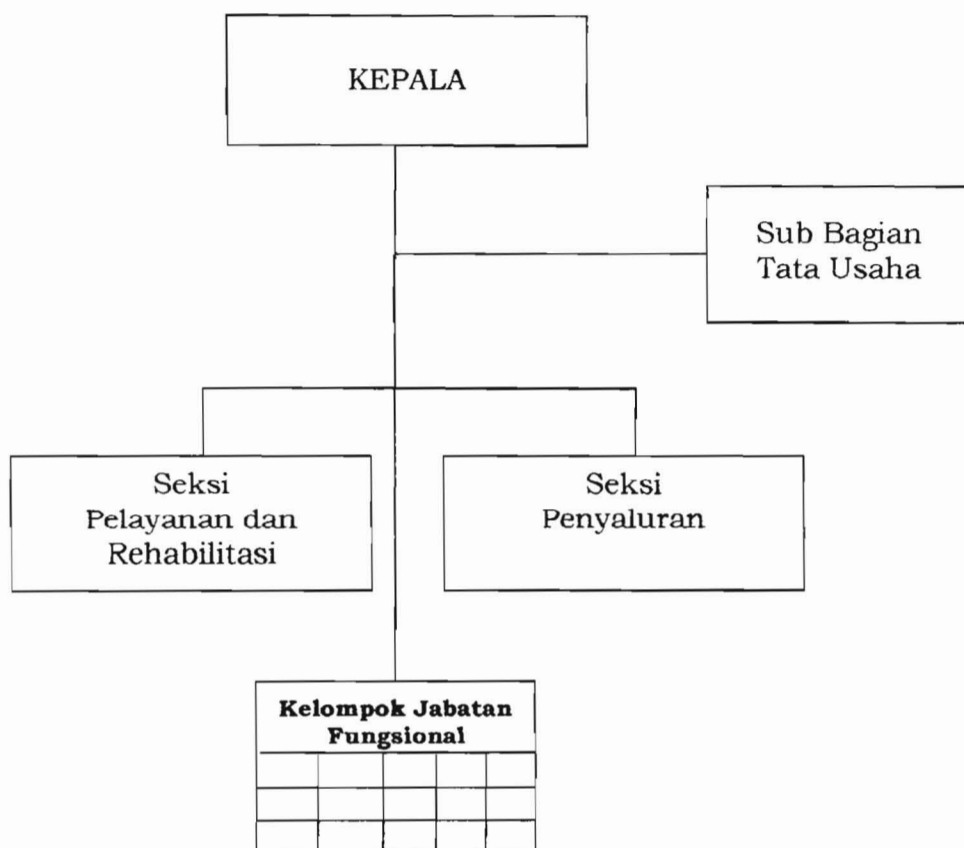 KEPALA
Sub Bagian
Tata Usaha
Seksi
Pelayanan dan
Rehabilitasi
Seksi
Penyaluran
Kelompok Jabatan
Fungsional